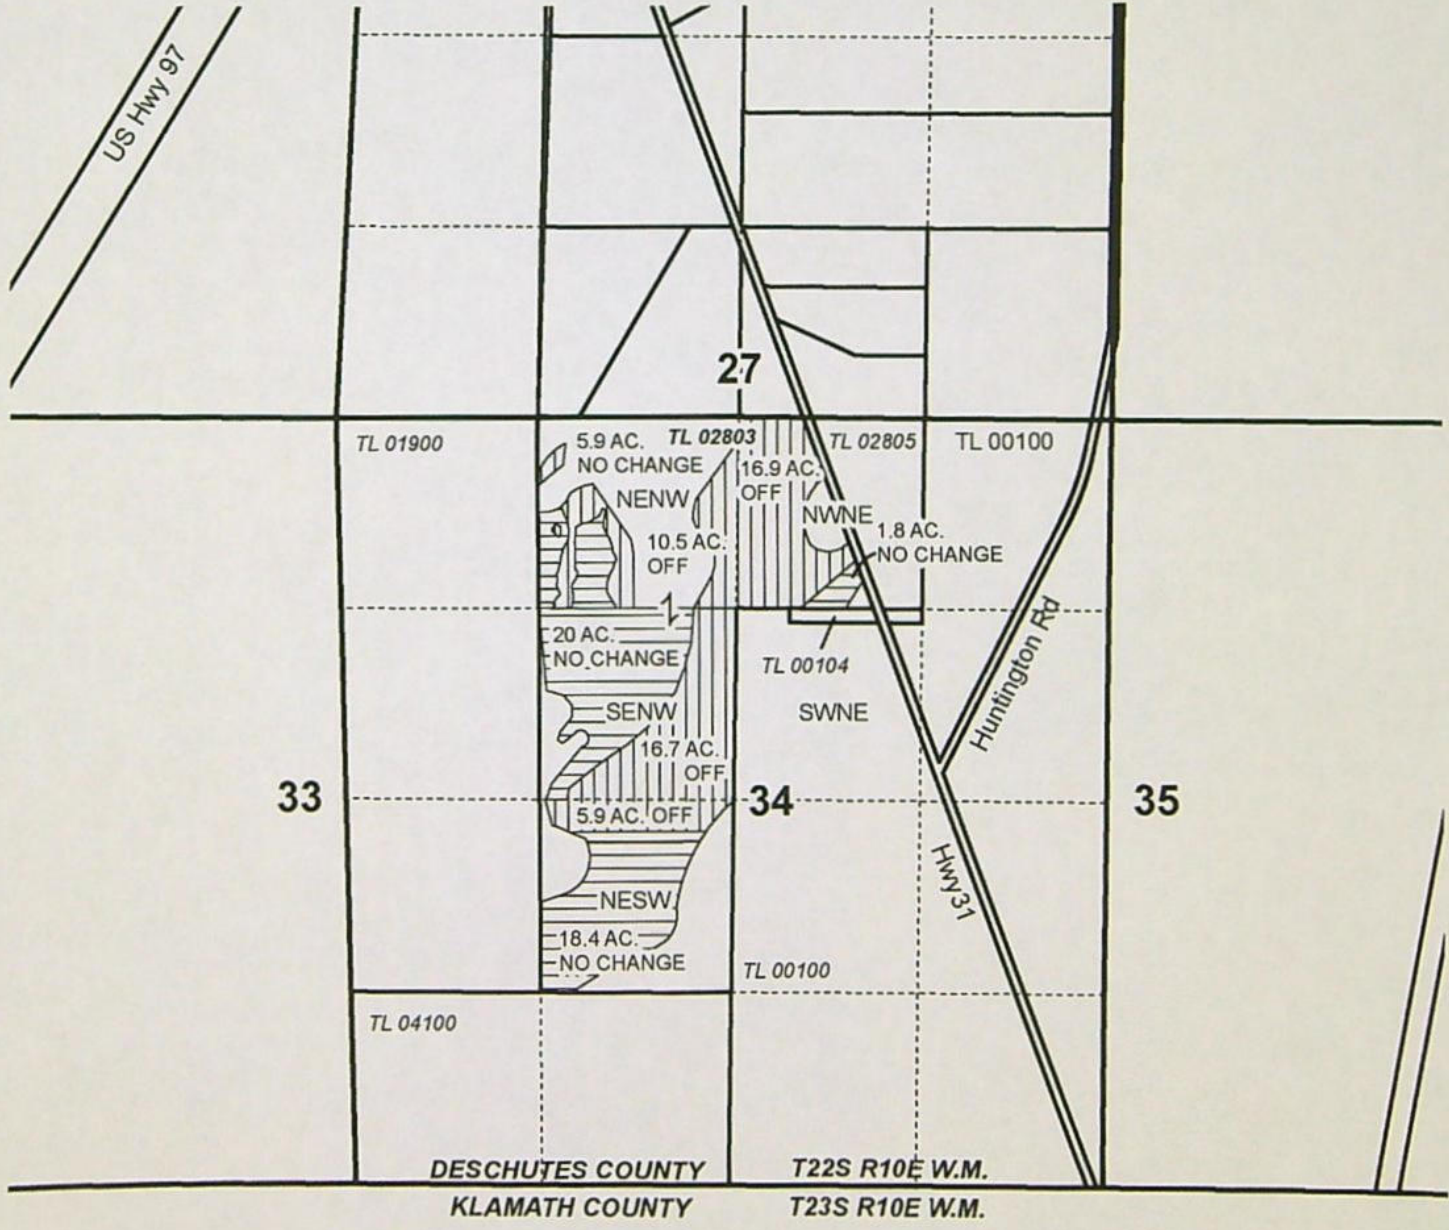 US Hwy 97
27
TL 01900
5.9 AC.
NO CHANGE
TL 02803
TL 02805
TL 00100
16.9 AC.
OFF
NENW
NWNE
1.8 AC.
NO CHANGE
10.5 AC.
OFF
20 AC.
NO CHANGE
TL 00104
Huntington Rd
SENW
SWNE
16.7 AC.
OFF
33
34
35
5.9 AC. OFF
Hwy31
NESW
18.4 AC.
NO CHANGE
TL 00100
TL 04100
DESCHUTES COUNTY
T22S R10E W.M.
KLAMATH COUNTY
T23S R10E W.M.